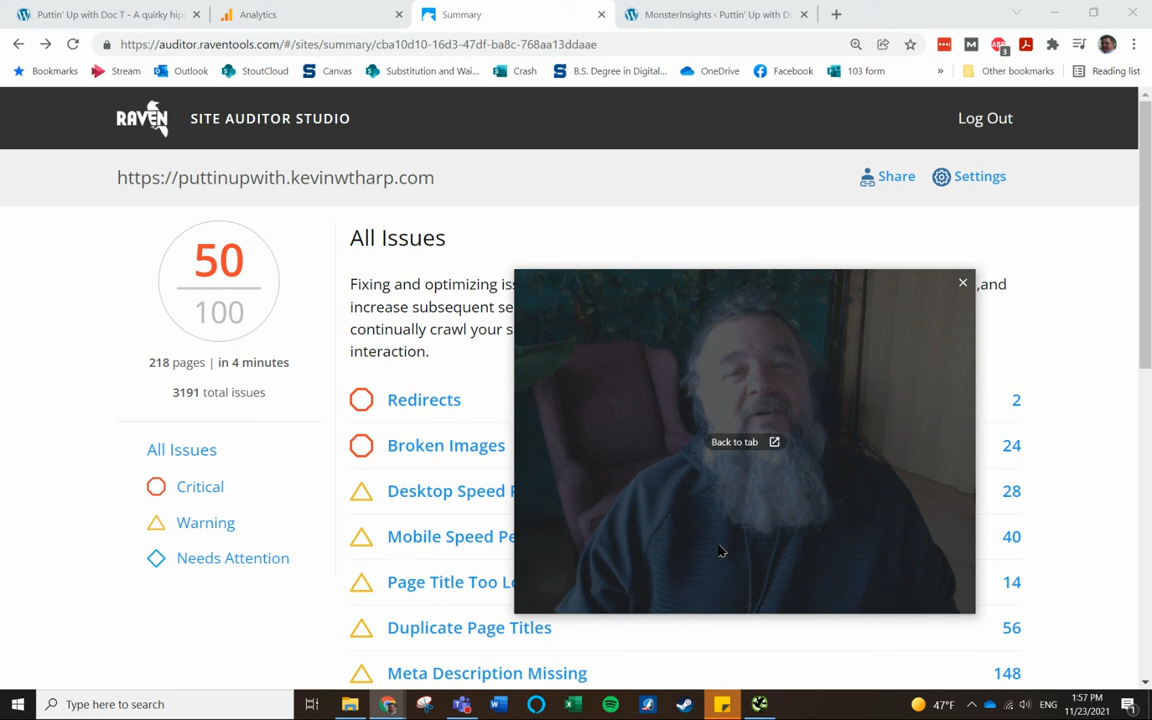 Puttin' Up with Doc T - A quirky hip
Analytics
Summary
MonsterInsights ‹ Puttin' Up with Do
https://auditor.raventools.com/#/sites/summary/cba10d10-16d3-47df-ba8c-768aa13ddaae
Bookmarks
Stream
Outlook
StoutCloud
Canvas
Substitution and Wai...
Crash
B.S. Degree in Digital...
OneDrive
Facebook
103 form
»
Other bookmarks
Reading list
RAVEN
SITE AUDITOR STUDIO
Log Out
https://puttinupwith.kevinwtharp.com
Share
Settings
50
100
218 pages | in 4 minutes
3191 total issues
All Issues
Critical
Warning
Needs Attention
All Issues
Fixing and optimizing is ,and
increase subsequent se
continually crawl your s
interaction.
Redirects 2
Broken Images 24
Desktop Speed P 28
Mobile Speed Pe 40
Page Title Too Lo 14
Duplicate Page Titles 56
Meta Description Missing 148
Back to tab
Type here to search
47°F
ENG
1:57 PM
11/23/2021